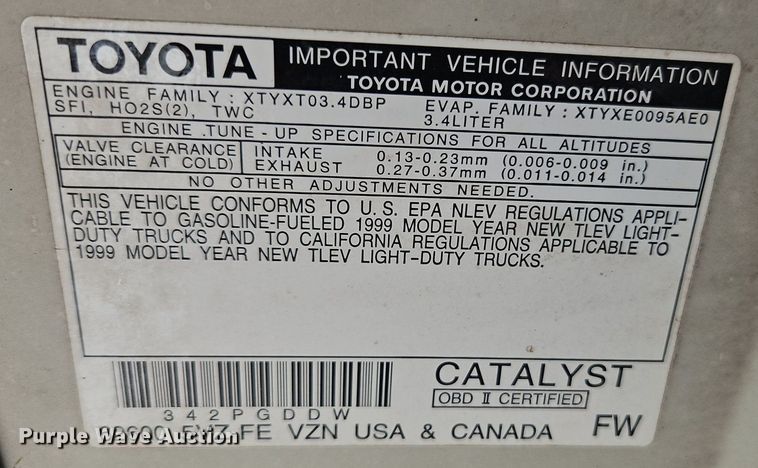 TOYOTA IMPORTANT VEHICLE INFORMATION
TOYOTA MOTOR CORPORATION
ENGINE FAMILY : XTYXT03.4DBP EVAP. FAMILY : XTYXE0095AE0
SFI, HO2S(2), TWC 3.4LITER
ENGINE TUNE - UP SPECIFICATIONS FOR ALL ALTITUDES
VALVE CLEARANCE INTAKE 0.13-0.23mm (0.006-0.009 in.)
(ENGINE AT COLD) EXHAUST 0.27-0.37mm (0.011-0.014 in.)
NO OTHER ADJUSTMENTS NEEDED.
THIS VEHICLE CONFORMS TO U.S. EPA NLEV REGULATIONS APPLI-
CABLE TO GASOLINE-FUELED 1999 MODEL YEAR NEW TLEV LIGHT-
DUTY TRUCKS AND TO CALIFORNIA REGULATIONS APPLICABLE TO
1999 MODEL YEAR NEW TLEV LIGHT-DUTY TRUCKS.
CATALYST
OBD II CERTIFIED
342PGDDW
FE VZN USA & CANADA FW
Purple Wave Auction